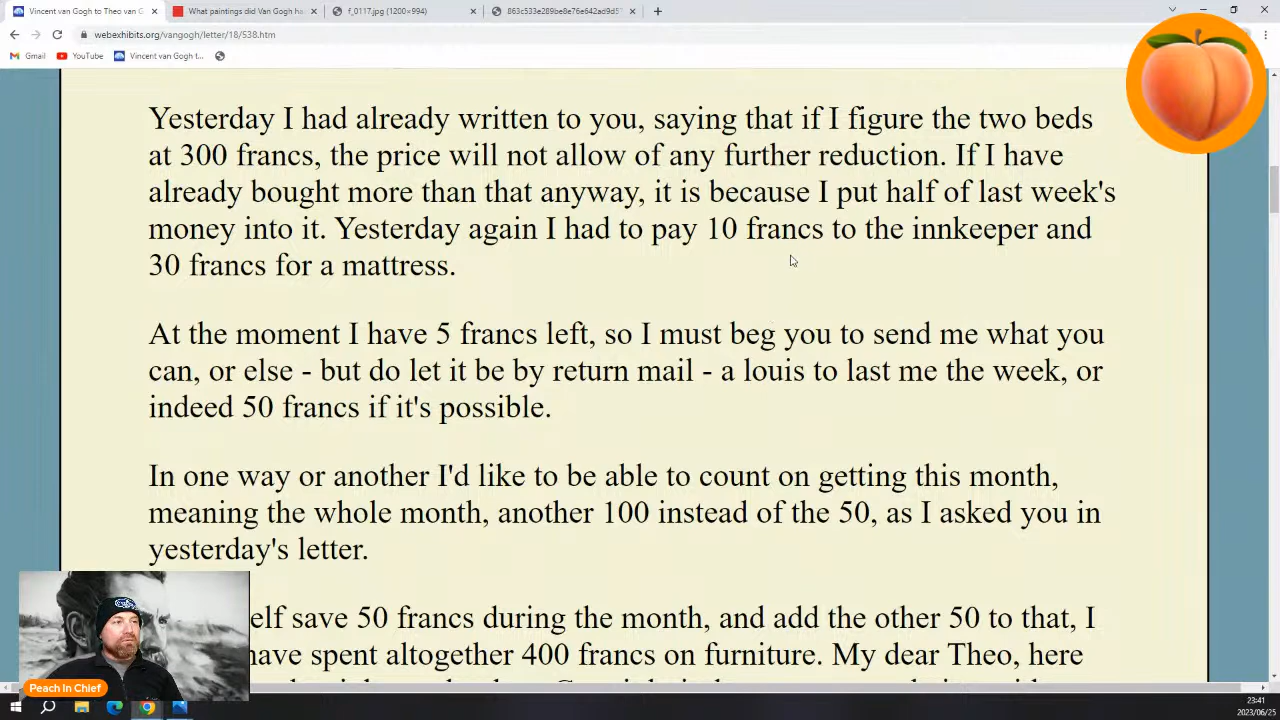 Vincent van Gogh to Theo van G
What paintings did Van Gogh ha
f_0117.jpg (1200×994)
863c533e289be8e76e642ad9d5
webexhibits.org/vangogh/letter/18/538.htm
Gmail
YouTube
Vincent van Gogh t...
Yesterday I had already written to you, saying that if I figure the two beds
at 300 francs, the price will not allow of any further reduction. If I have
already bought more than that anyway, it is because I put half of last week's
money into it. Yesterday again I had to pay 10 francs to the innkeeper and
30 francs for a mattress.
At the moment I have 5 francs left, so I must beg you to send me what you
can, or else - but do let it be by return mail - a louis to last me the week, or
indeed 50 francs if it's possible.
In one way or another I'd like to be able to count on getting this month,
meaning the whole month, another 100 instead of the 50, as I asked you in
yesterday's letter.
elf save 50 francs during the month, and add the other 50 to that, I
have spent altogether 400 francs on furniture. My dear Theo, here
Peach In Chief
23:41
2023/06/25